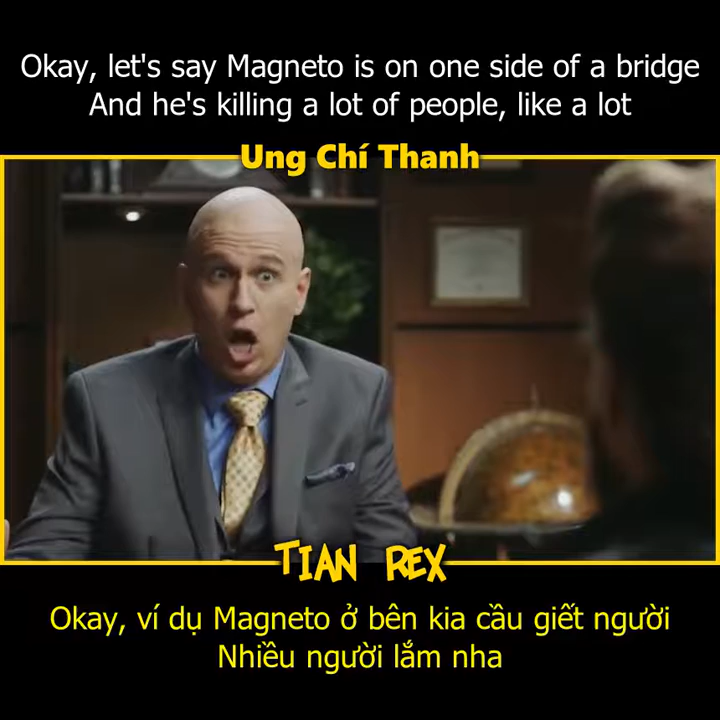 Okay, let's say Magneto is on one side of a bridge
And he's killing a lot of people, like a lot
Ung Chí Thanh
TIAN REX
Okay, ví dụ Magneto ở bên kia cầu giết người
Nhiều người lắm nha